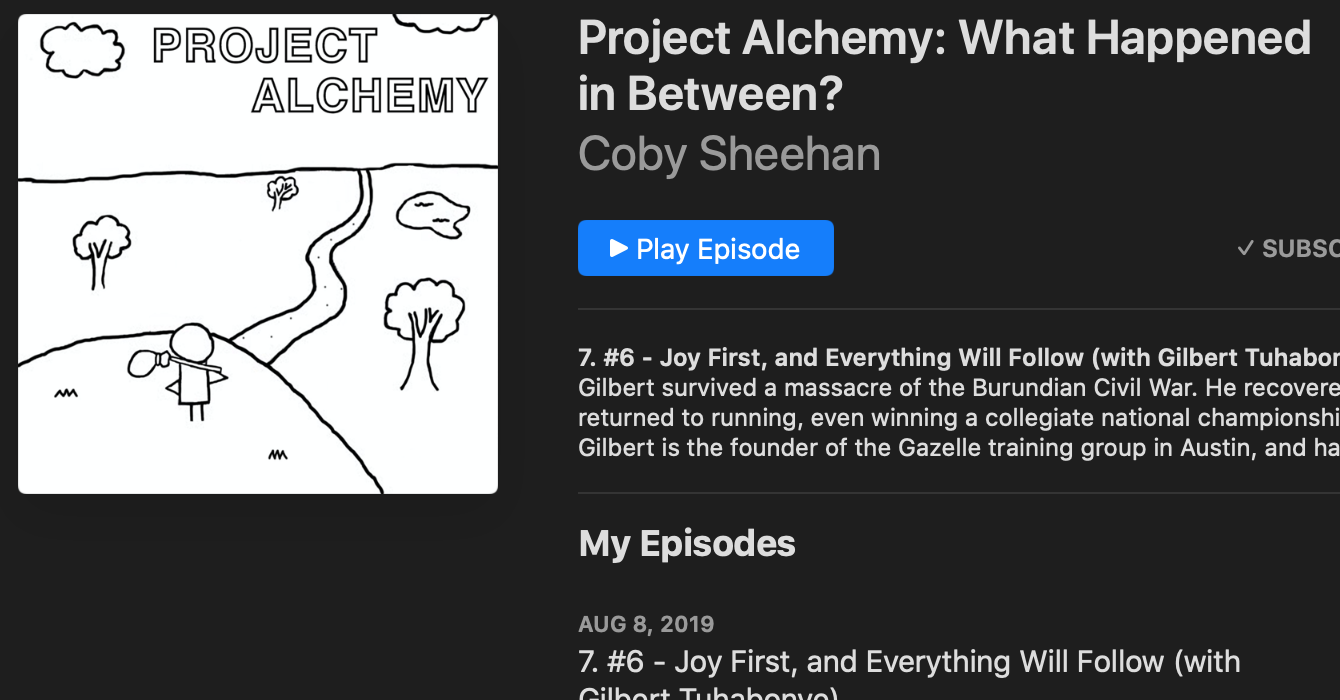 PROJECT
ALCHEMY
Project Alchemy: What Happened
in Between?
Coby Sheehan
Play Episode
SUBSC
7. #6 - Joy First, and Everything Will Follow (with Gilbert Tuhabon
Gilbert survived a massacre of the Burundian Civil War. He recovere
returned to running, even winning a collegiate national championshi
Gilbert is the founder of the Gazelle training group in Austin, and ha
My Episodes
AUG 8, 2019
7. #6 - Joy First, and Everything Will Follow (with
Gilbert Tuhabonye)